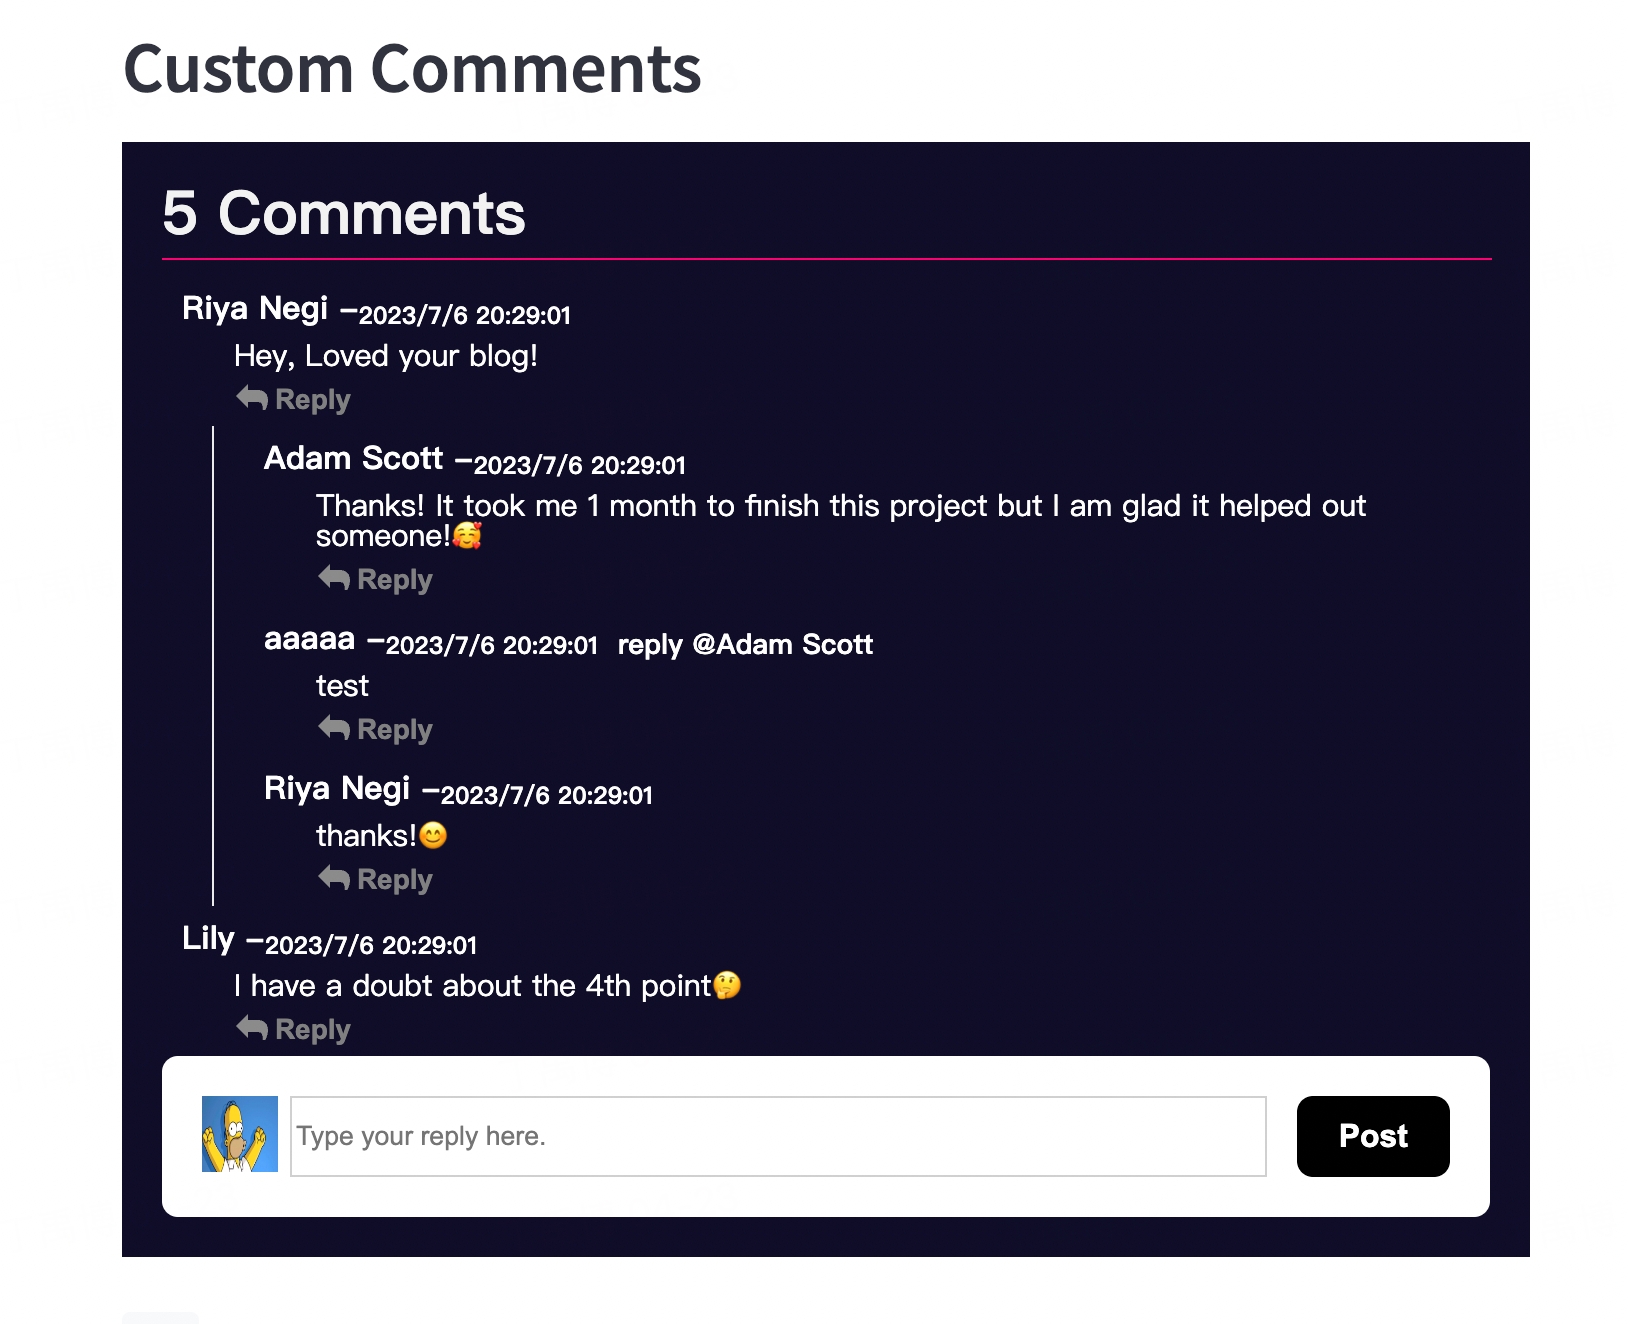 Custom Comments
5 Comments
Riya Negi –2023/7/6 20:29:01
Hey, Loved your blog!
Reply
Adam Scott –2023/7/6 20:29:01
Thanks! It took me 1 month to finish this project but I am glad it helped out
someone!🥰
Reply
aaaaa –2023/7/6 20:29:01 reply @Adam Scott
test
Reply
Riya Negi –2023/7/6 20:29:01
thanks!😊
Reply
Lily –2023/7/6 20:29:01
I have a doubt about the 4th point🤔
Reply
Type your reply here.
Post